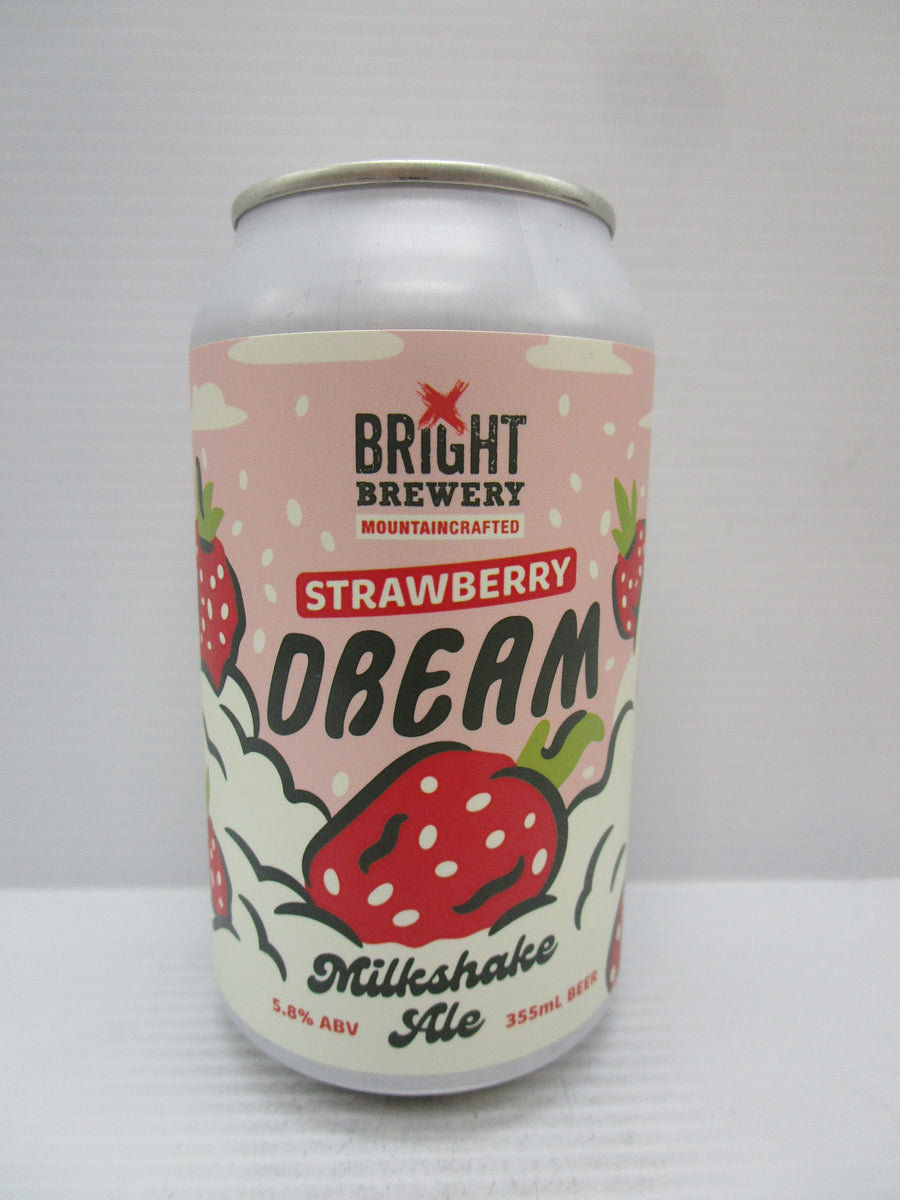 BRIGHT
BREWERY
MOUNTAINCRAFTED
STRAWBERRY
DREAM
Milkshake
Ale
5.8% ABV
355mL BEER